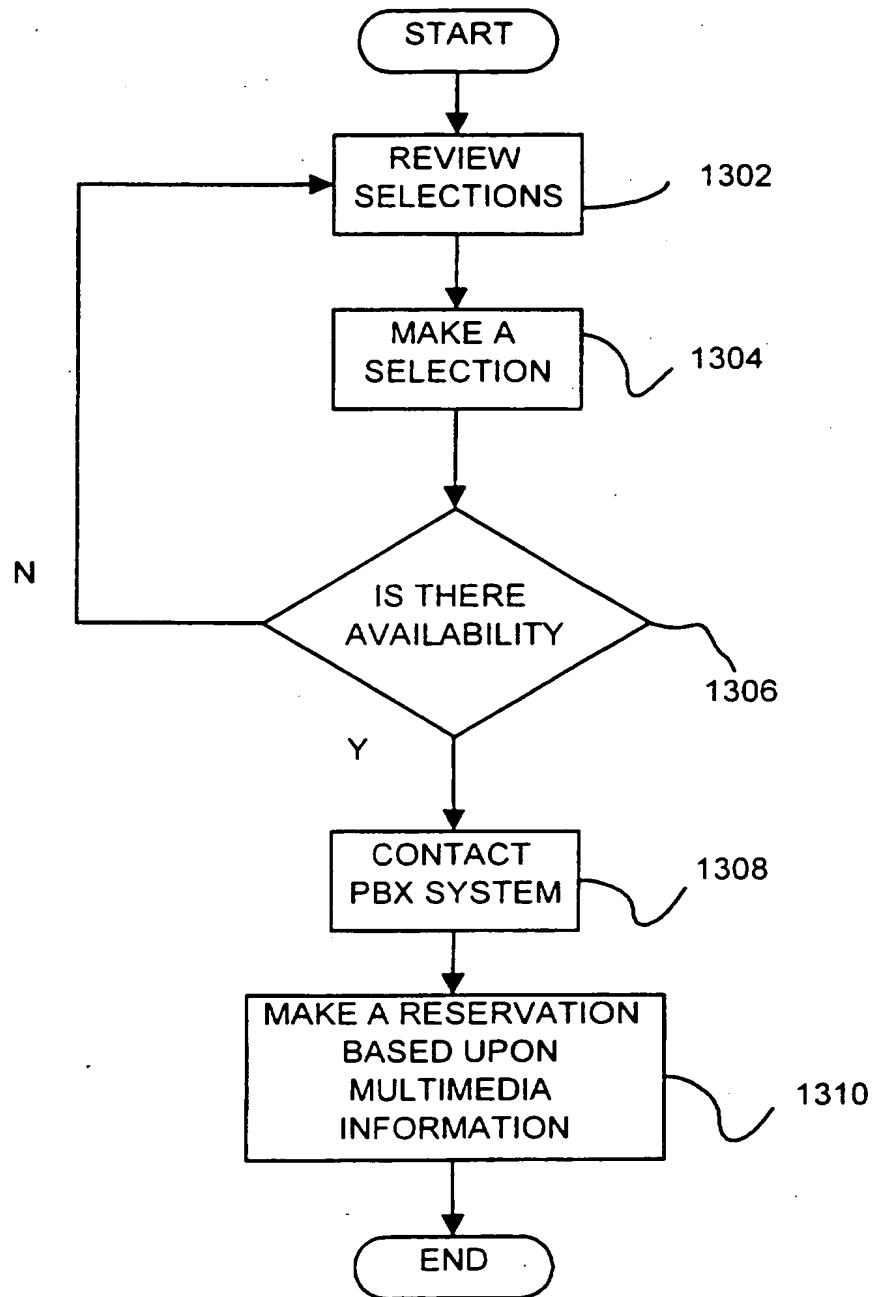 START
REVIEW
SELECTIONS
1302
MAKE A
SELECTION
1304
N
IS THERE
AVAILABILITY
1306
Y
CONTACT
PBX SYSTEM
1308
MAKE A RESERVATION
BASED UPON
MULTIMEDIA
INFORMATION
1310
END